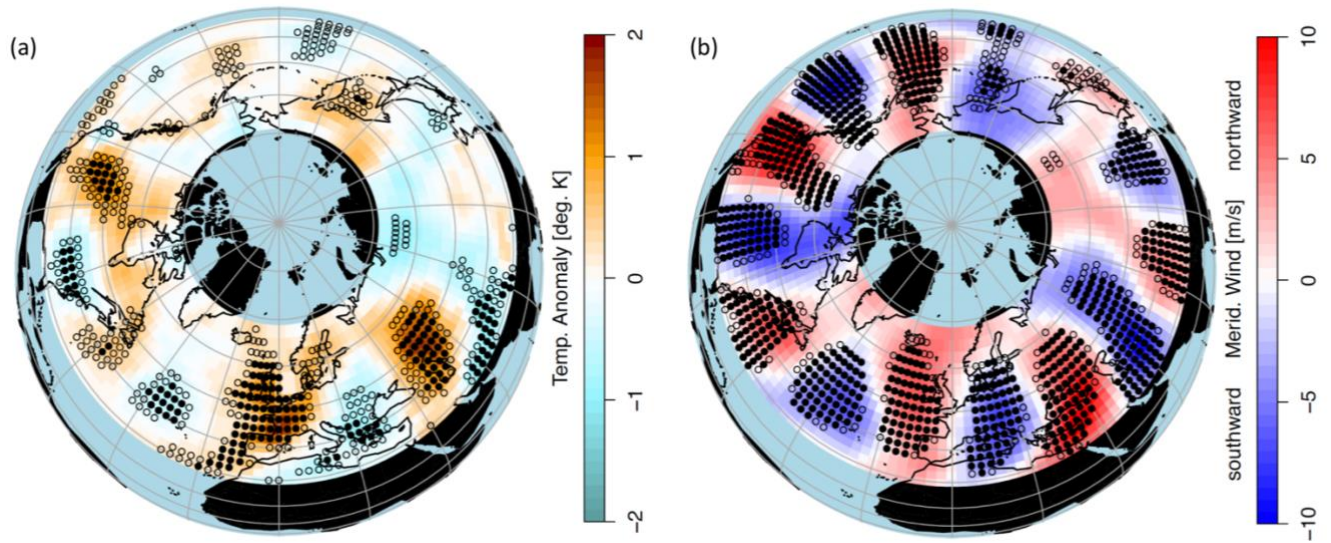 (a)
2
1
0
−1
−2
Temp. Anomaly [deg. K]
(b)
10
5
0
−5
−10
southward Merid. Wind [m/s] northward